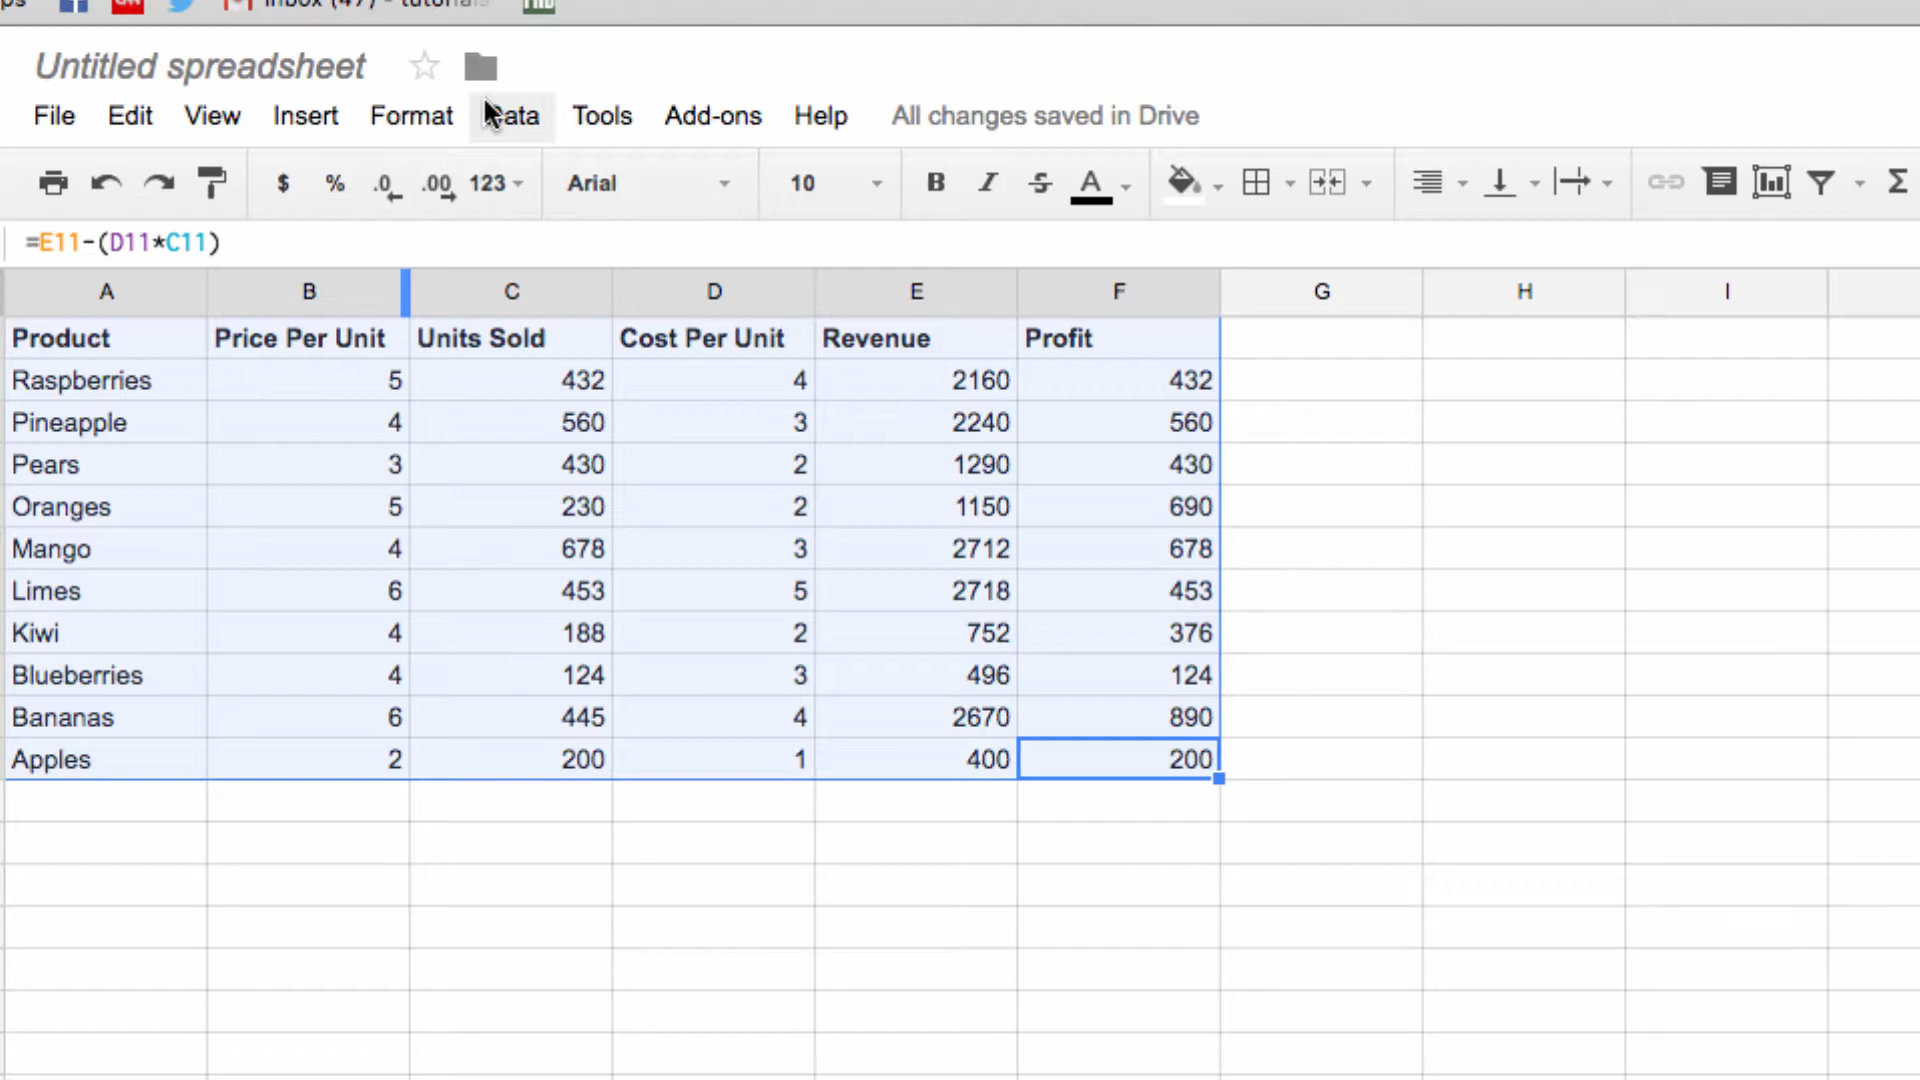 Untitled spreadsheet
File Edit View Insert Format Tools Add-ons Help All changes saved in Drive
$ % .0 .00 123 Arial 10 B I S A Σ
=E11-(D11*C11)
A B C D E F G H I
Product Price Per Unit Units Sold Cost Per Unit Revenue Profit
Raspberries 5 432 4 2160 432
Pineapple 4 560 3 2240 560
Pears 3 430 2 1290 430
Oranges 5 230 2 1150 690
Mango 4 678 3 2712 678
Limes 6 453 5 2718 453
Kiwi 4 188 2 752 376
Blueberries 4 124 3 496 124
Bananas 6 445 4 2670 890
Apples 2 200 1 400 200